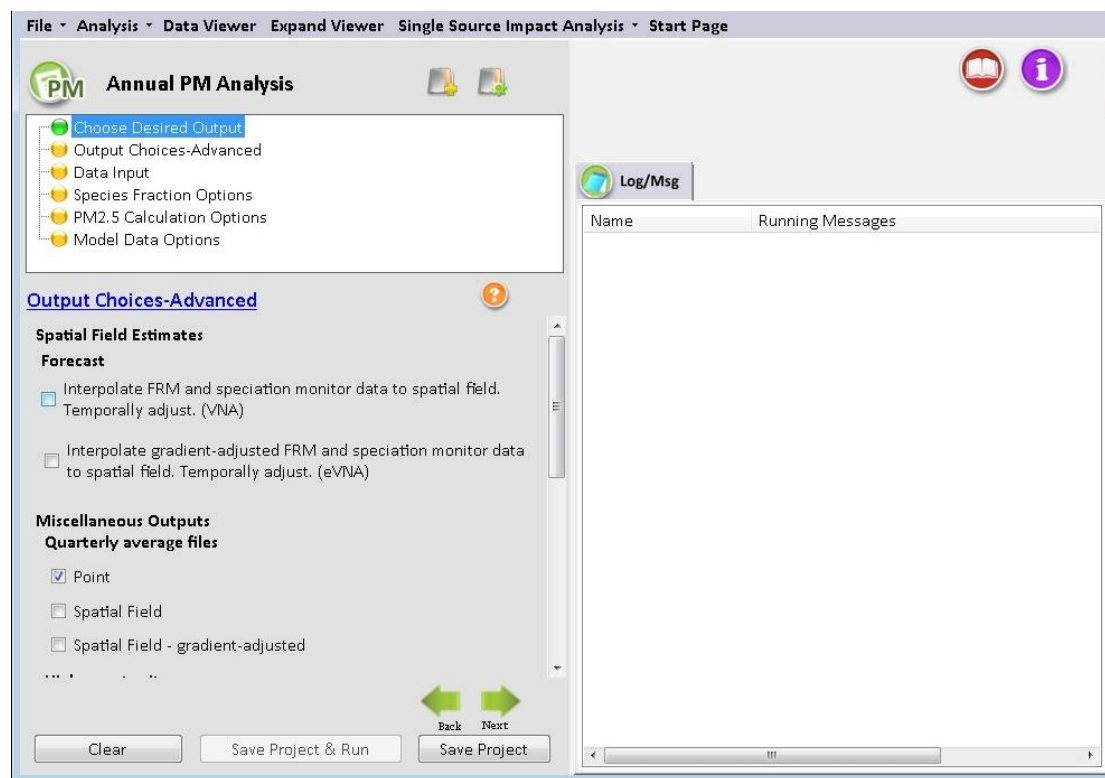 File Analysis Data Viewer Expand Viewer Single Source Impact Analysis Start Page
PM Annual PM Analysis
Choose Desired Output
Output Choices-Advanced
Data Input
Species Fraction Options
PM2.5 Calculation Options
Model Data Options
Output Choices-Advanced
?
Spatial Field Estimates
Forecast
Interpolate FRM and speciation monitor data to spatial field.
Temporally adjust. (VNA)
Interpolate gradient-adjusted FRM and speciation monitor data
to spatial field. Temporally adjust. (eVNA)
Miscellaneous Outputs
Quarterly average files
Point
Spatial Field
Spatial Field - gradient-adjusted
Back Next
Clear Save Project & Run Save Project
i
Log/Msg
Name Running Messages